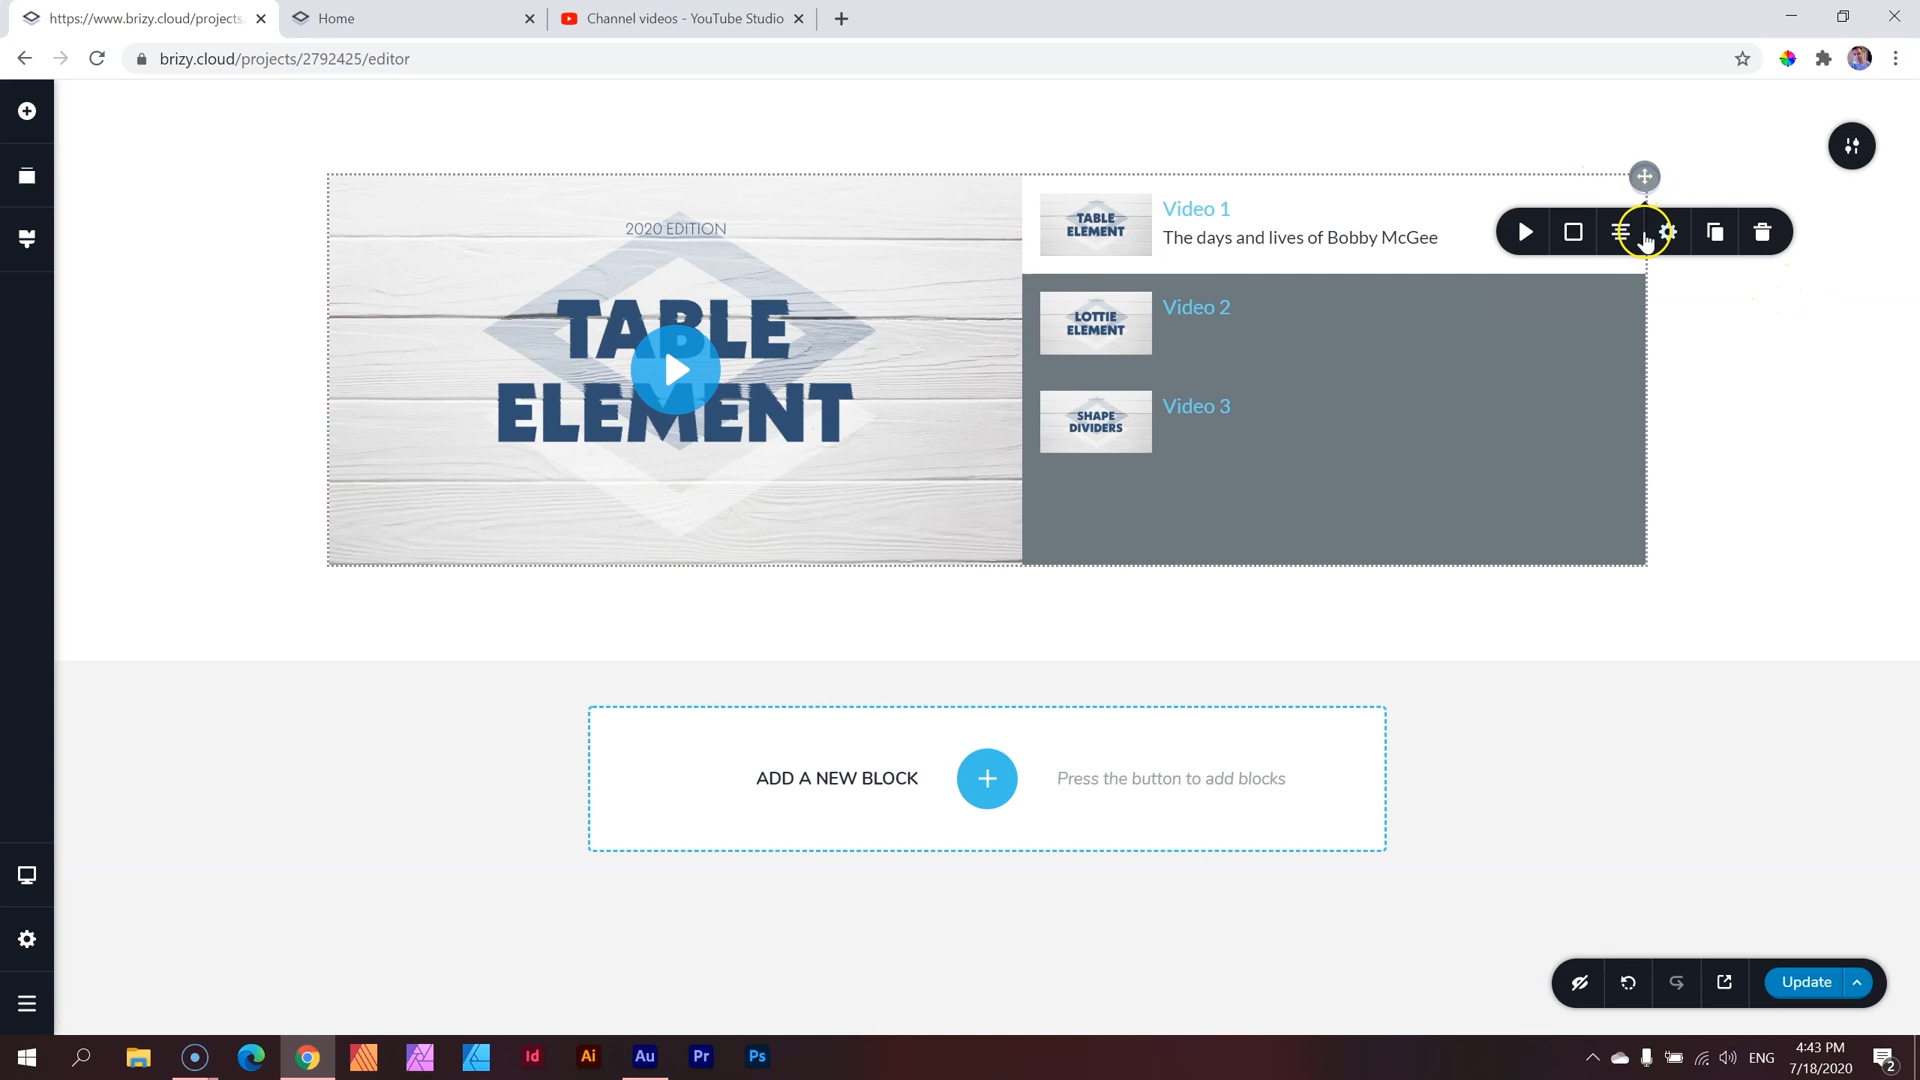 https://www.brizy.cloud/projects
Home
Channel videos - YouTube Studio
brizy.cloud/projects/2792425/editor
2020 EDITION
TABLE
ELEMENT
TABLE
ELEMENT
Video 1
The days and lives of Bobby McGee
LOTTIE
ELEMENT
Video 2
SHAPE
DIVIDERS
Video 3
ADD A NEW BLOCK
Press the button to add blocks
Update
Id
Ai
Au
Pr
Ps
ENG
4:43 PM
7/18/2020
2